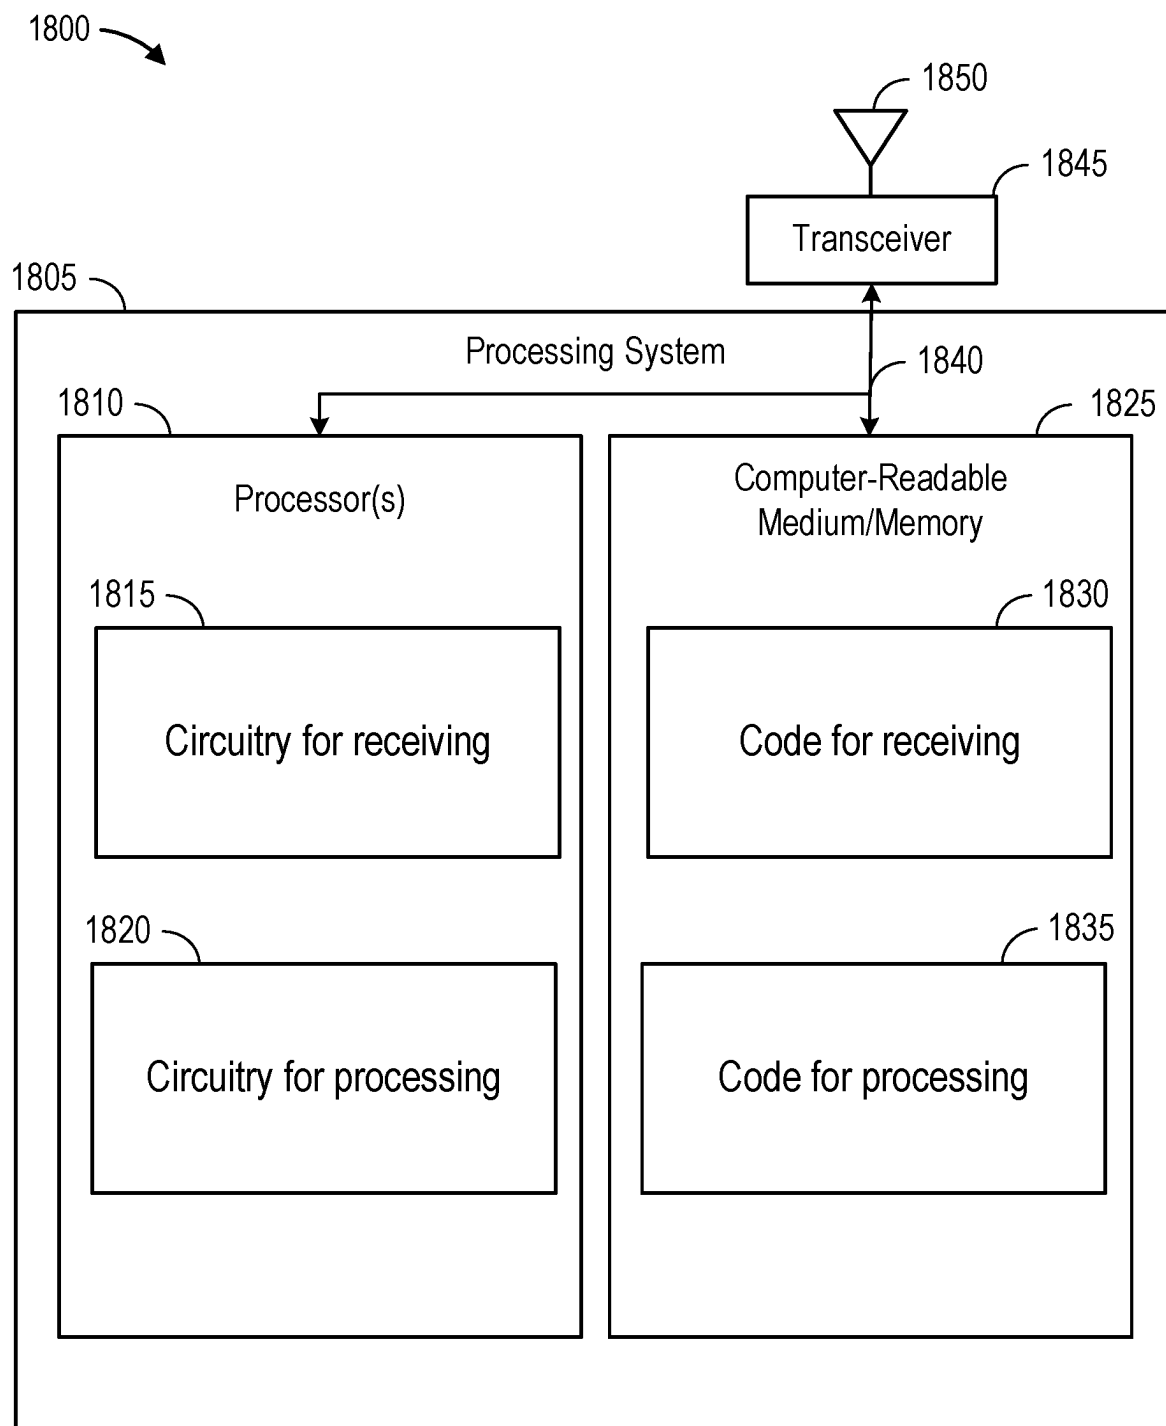 1800
1850
1845
Transceiver
1805
Processing System
1840
1810
1825
Processor(s)
Computer-Readable
Medium/Memory
1815
1830
Circuitry for receiving
Code for receiving
1820
1835
Circuitry for processing
Code for processing